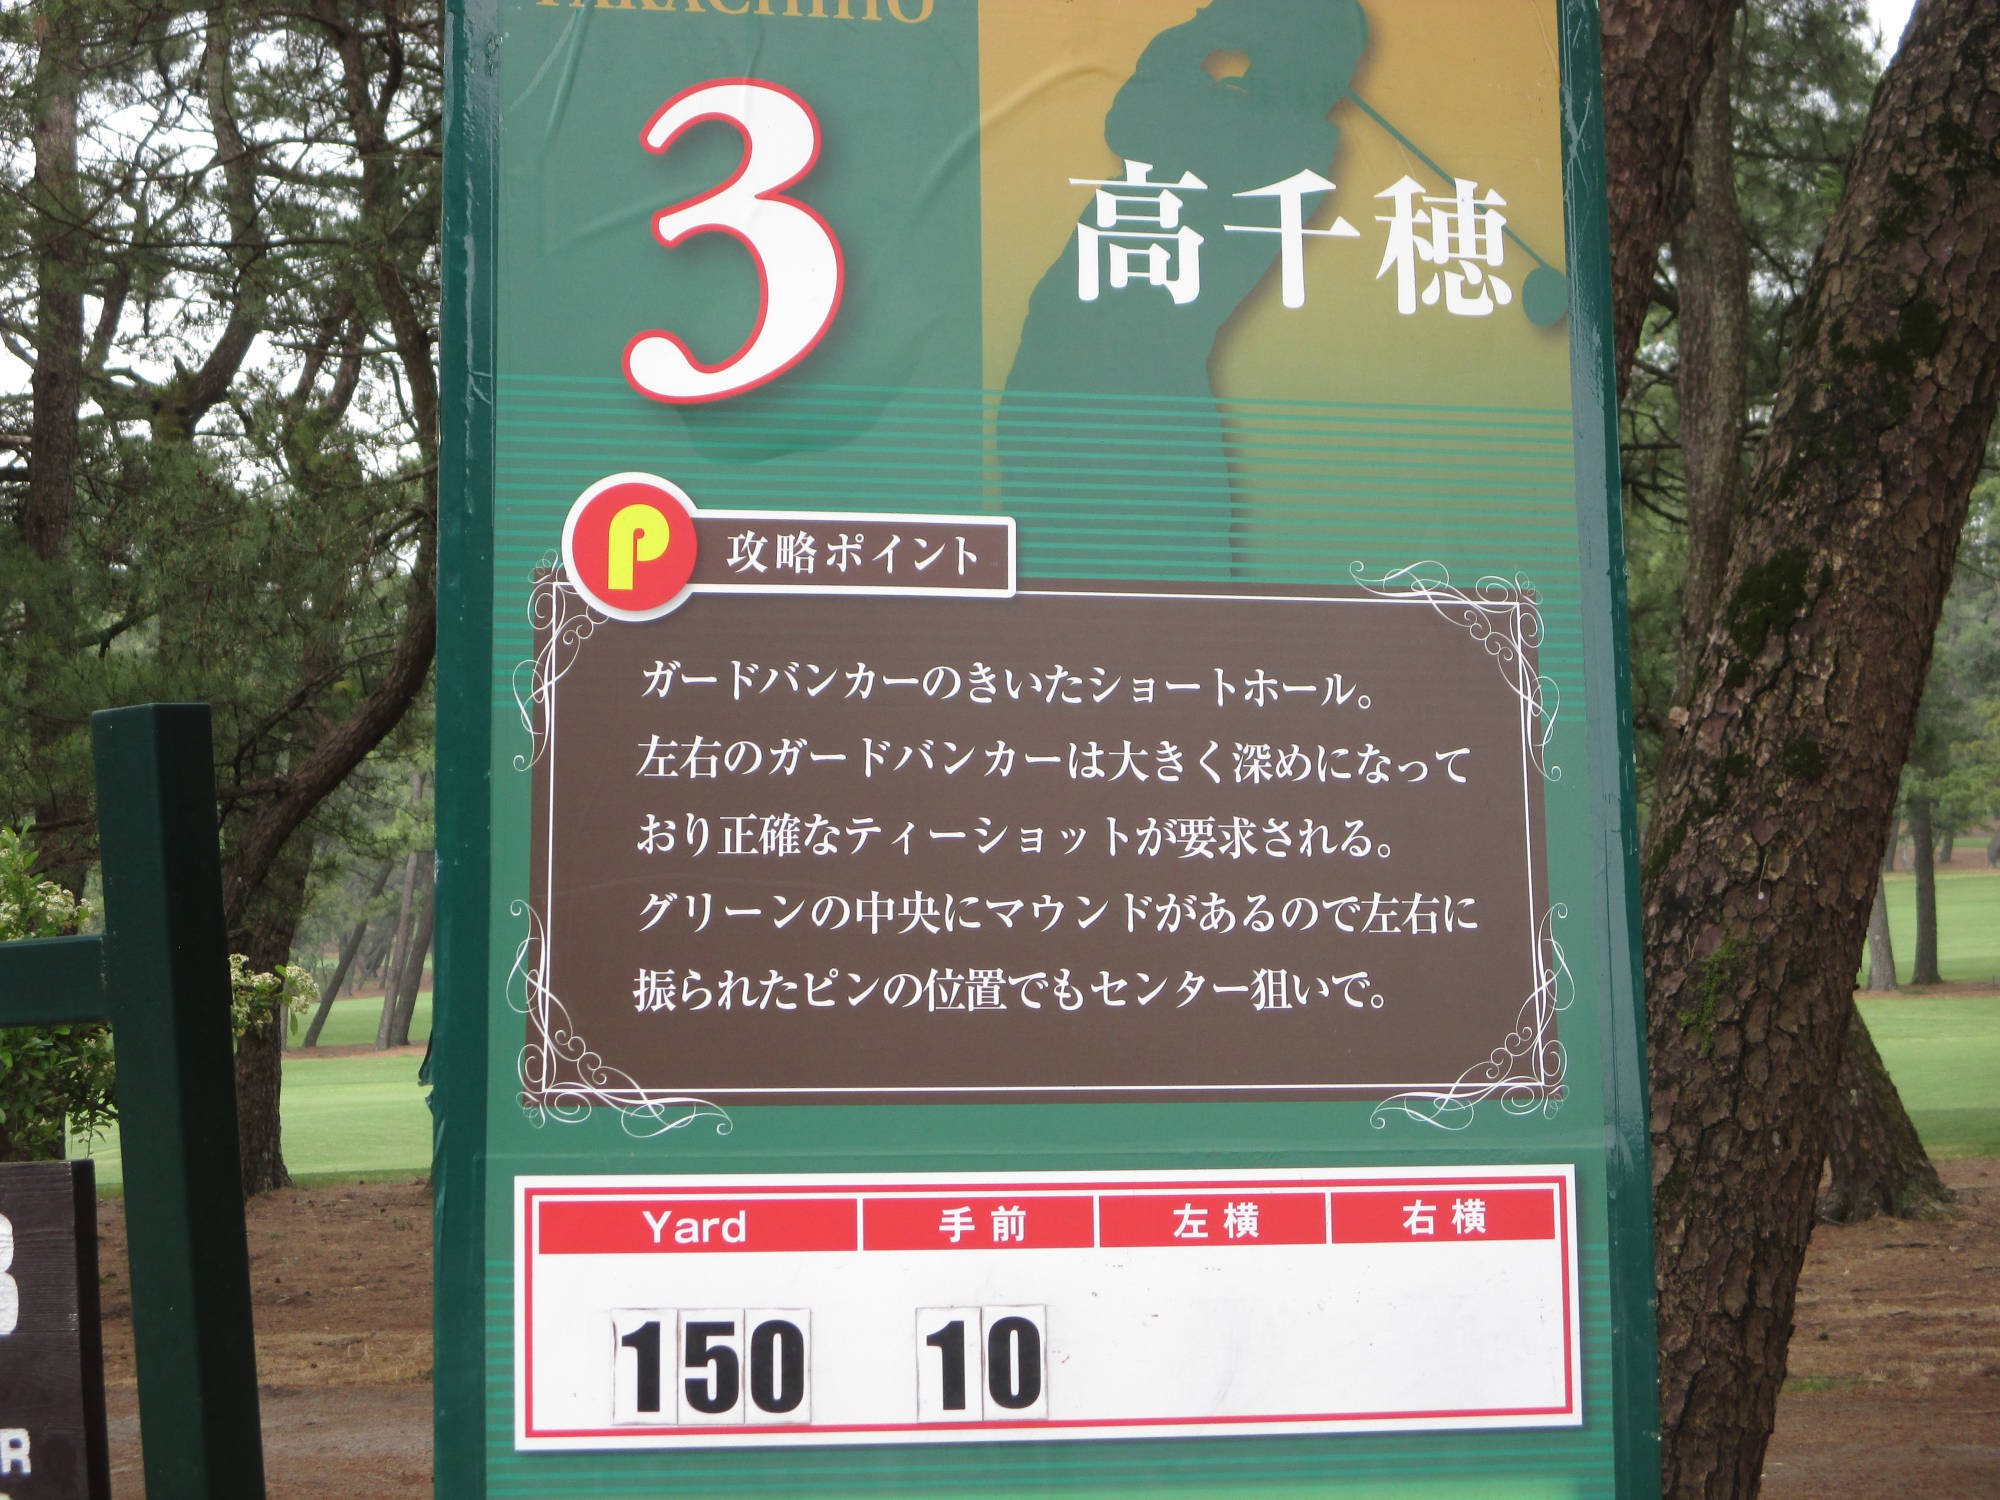 TAKACHIHO
3
高千穂
P 攻略ポイント
ガードバンカーのきいたショートホール。
左右のガードバンカーは大きく深めになって
おり正確なティーショットが要求される。
グリーンの中央にマウンドがあるので左右に
振られたピンの位置でもセンター狙いで。
Yard 手前 左横 右横
150 10
R